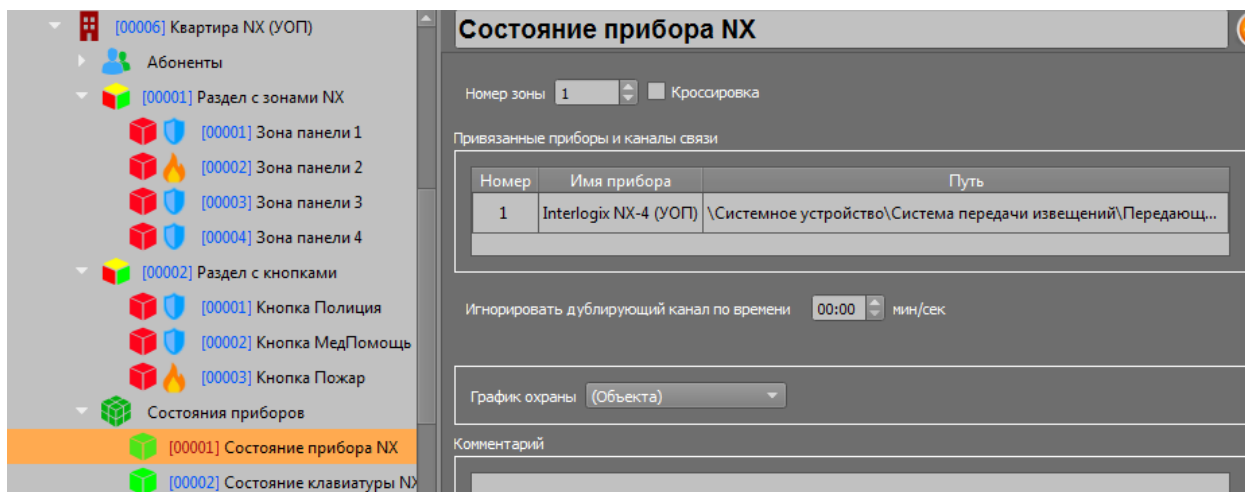 [00006] Квартира NX (УОП)
Абоненты
[00001] Раздел с зонами NX
[00001] Зона панели 1
[00002] Зона панели 2
[00003] Зона панели 3
[00004] Зона панели 4
[00002] Раздел с кнопками
[00001] Кнопка Полиция
[00002] Кнопка МедПомощь
[00003] Кнопка Пожар
Состояния приборов
[00001] Состояние прибора NX
[00002] Состояние клавиатуры NX
Состояние прибора NX
Номер зоны 1 Кроссировка
Привязанные приборы и каналы связи
Номер Имя прибора Путь
1 Interlogix NX-4 (УОП) \Системное устройство\Система передачи извещений\Передающ...
Игнорировать дублирующий канал по времени 00:00 мин/сек
График охраны (Объекта)
Комментарий